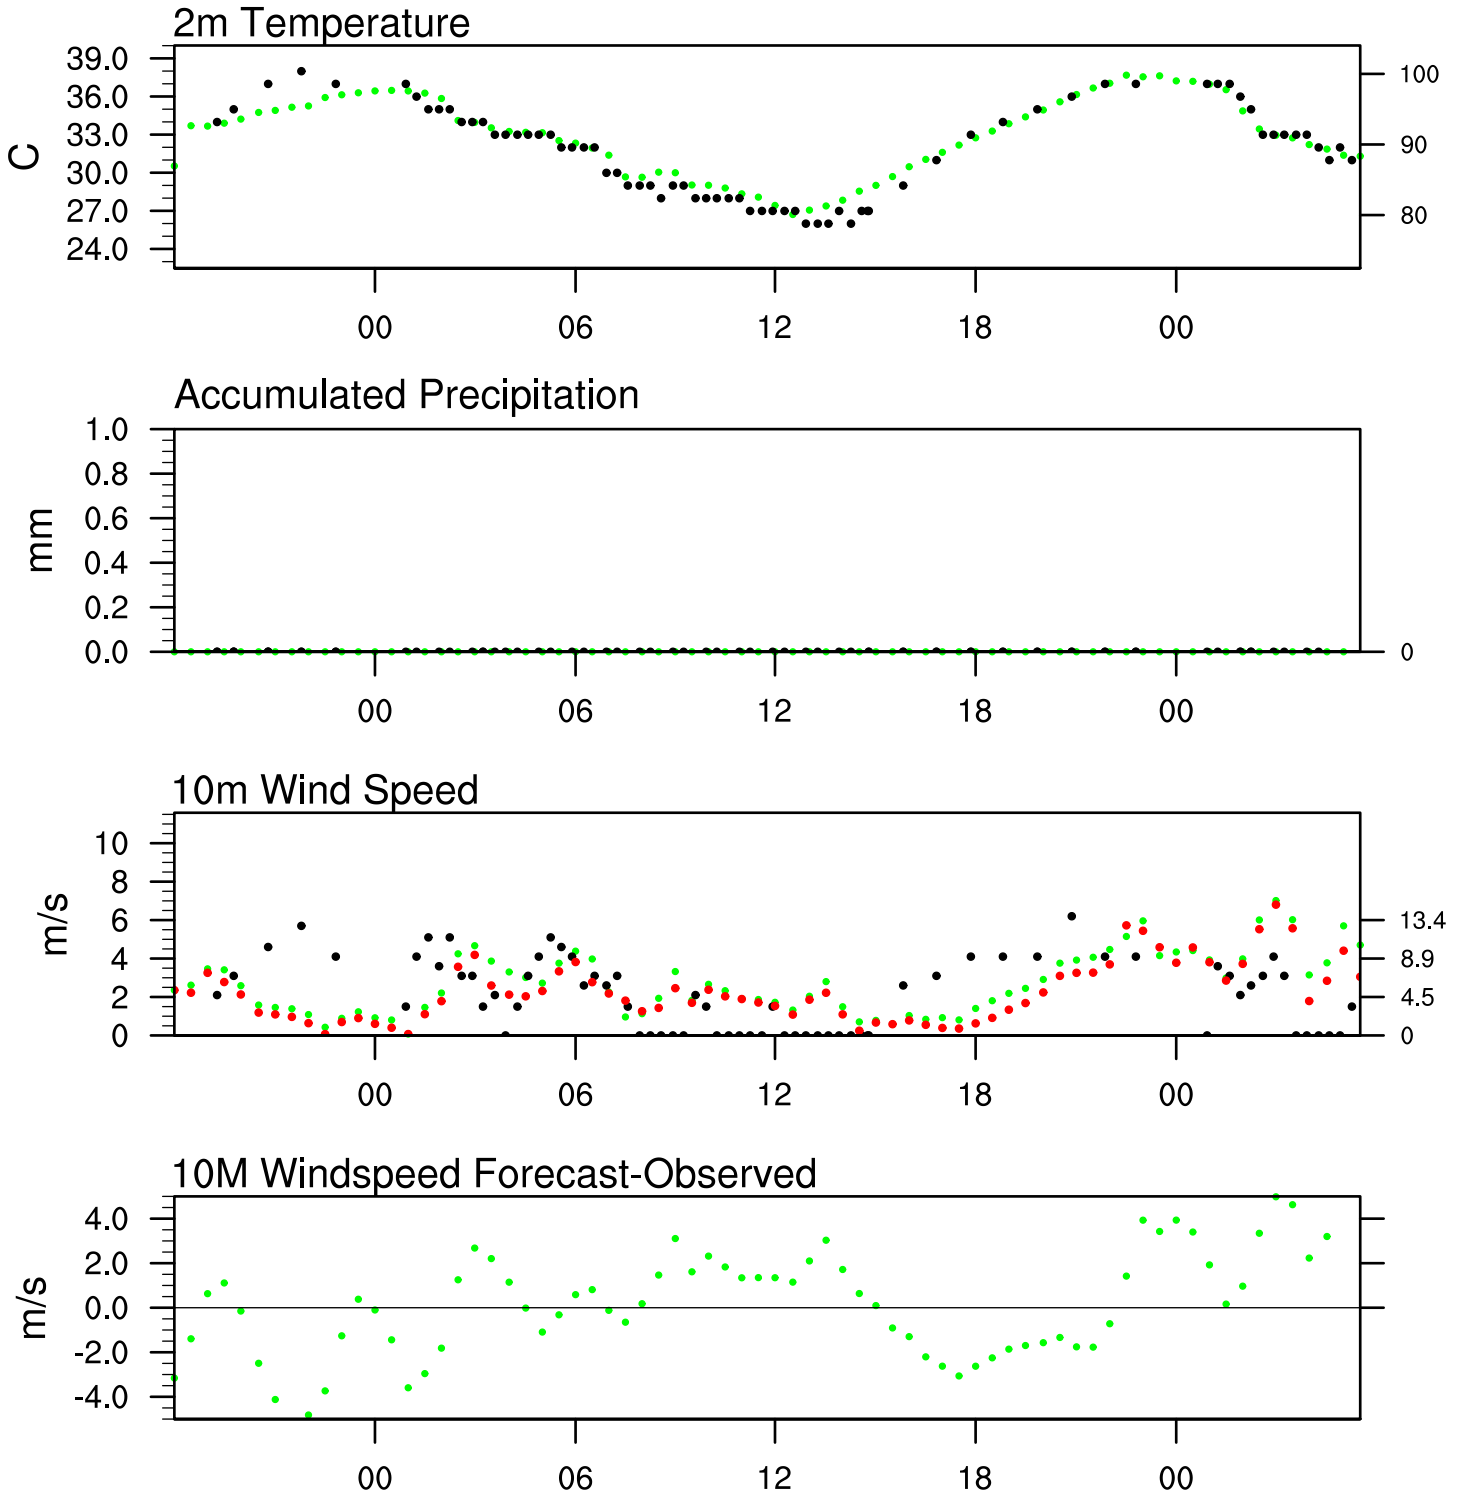 2m Temperature
39.0
36.0
33.0
30.0
27.0
24.0
C
100
90
80
00 06 12 18 00
Accumulated Precipitation
1.0
0.8
0.6
0.4
0.2
0.0
mm
0
00 06 12 18 00
10m Wind Speed
10
8
6
4
2
0
m/s
13.4
8.9
4.5
0
00 06 12 18 00
10M Windspeed Forecast-Observed
4.0
2.0
0.0
-2.0
-4.0
m/s
00 06 12 18 00